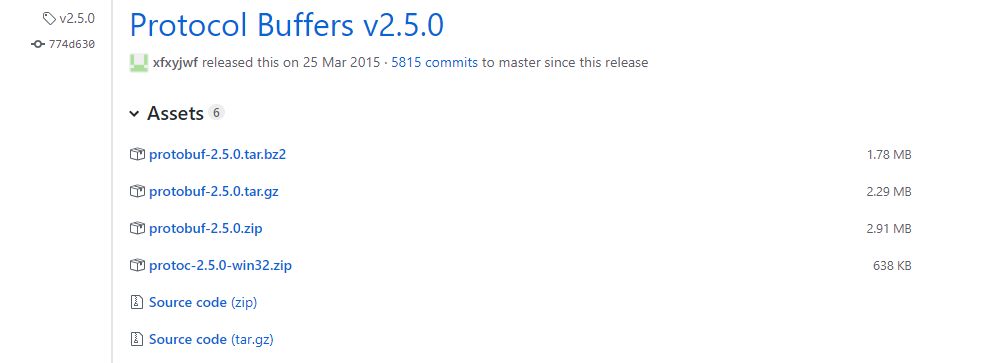 v2.5.0
774d630
Protocol Buffers v2.5.0
xfxyjwf released this on 25 Mar 2015 · 5815 commits to master since this release
Assets 6
protobuf-2.5.0.tar.bz2 1.78 MB
protobuf-2.5.0.tar.gz 2.29 MB
protobuf-2.5.0.zip 2.91 MB
protoc-2.5.0-win32.zip 638 KB
Source code (zip)
Source code (tar.gz)